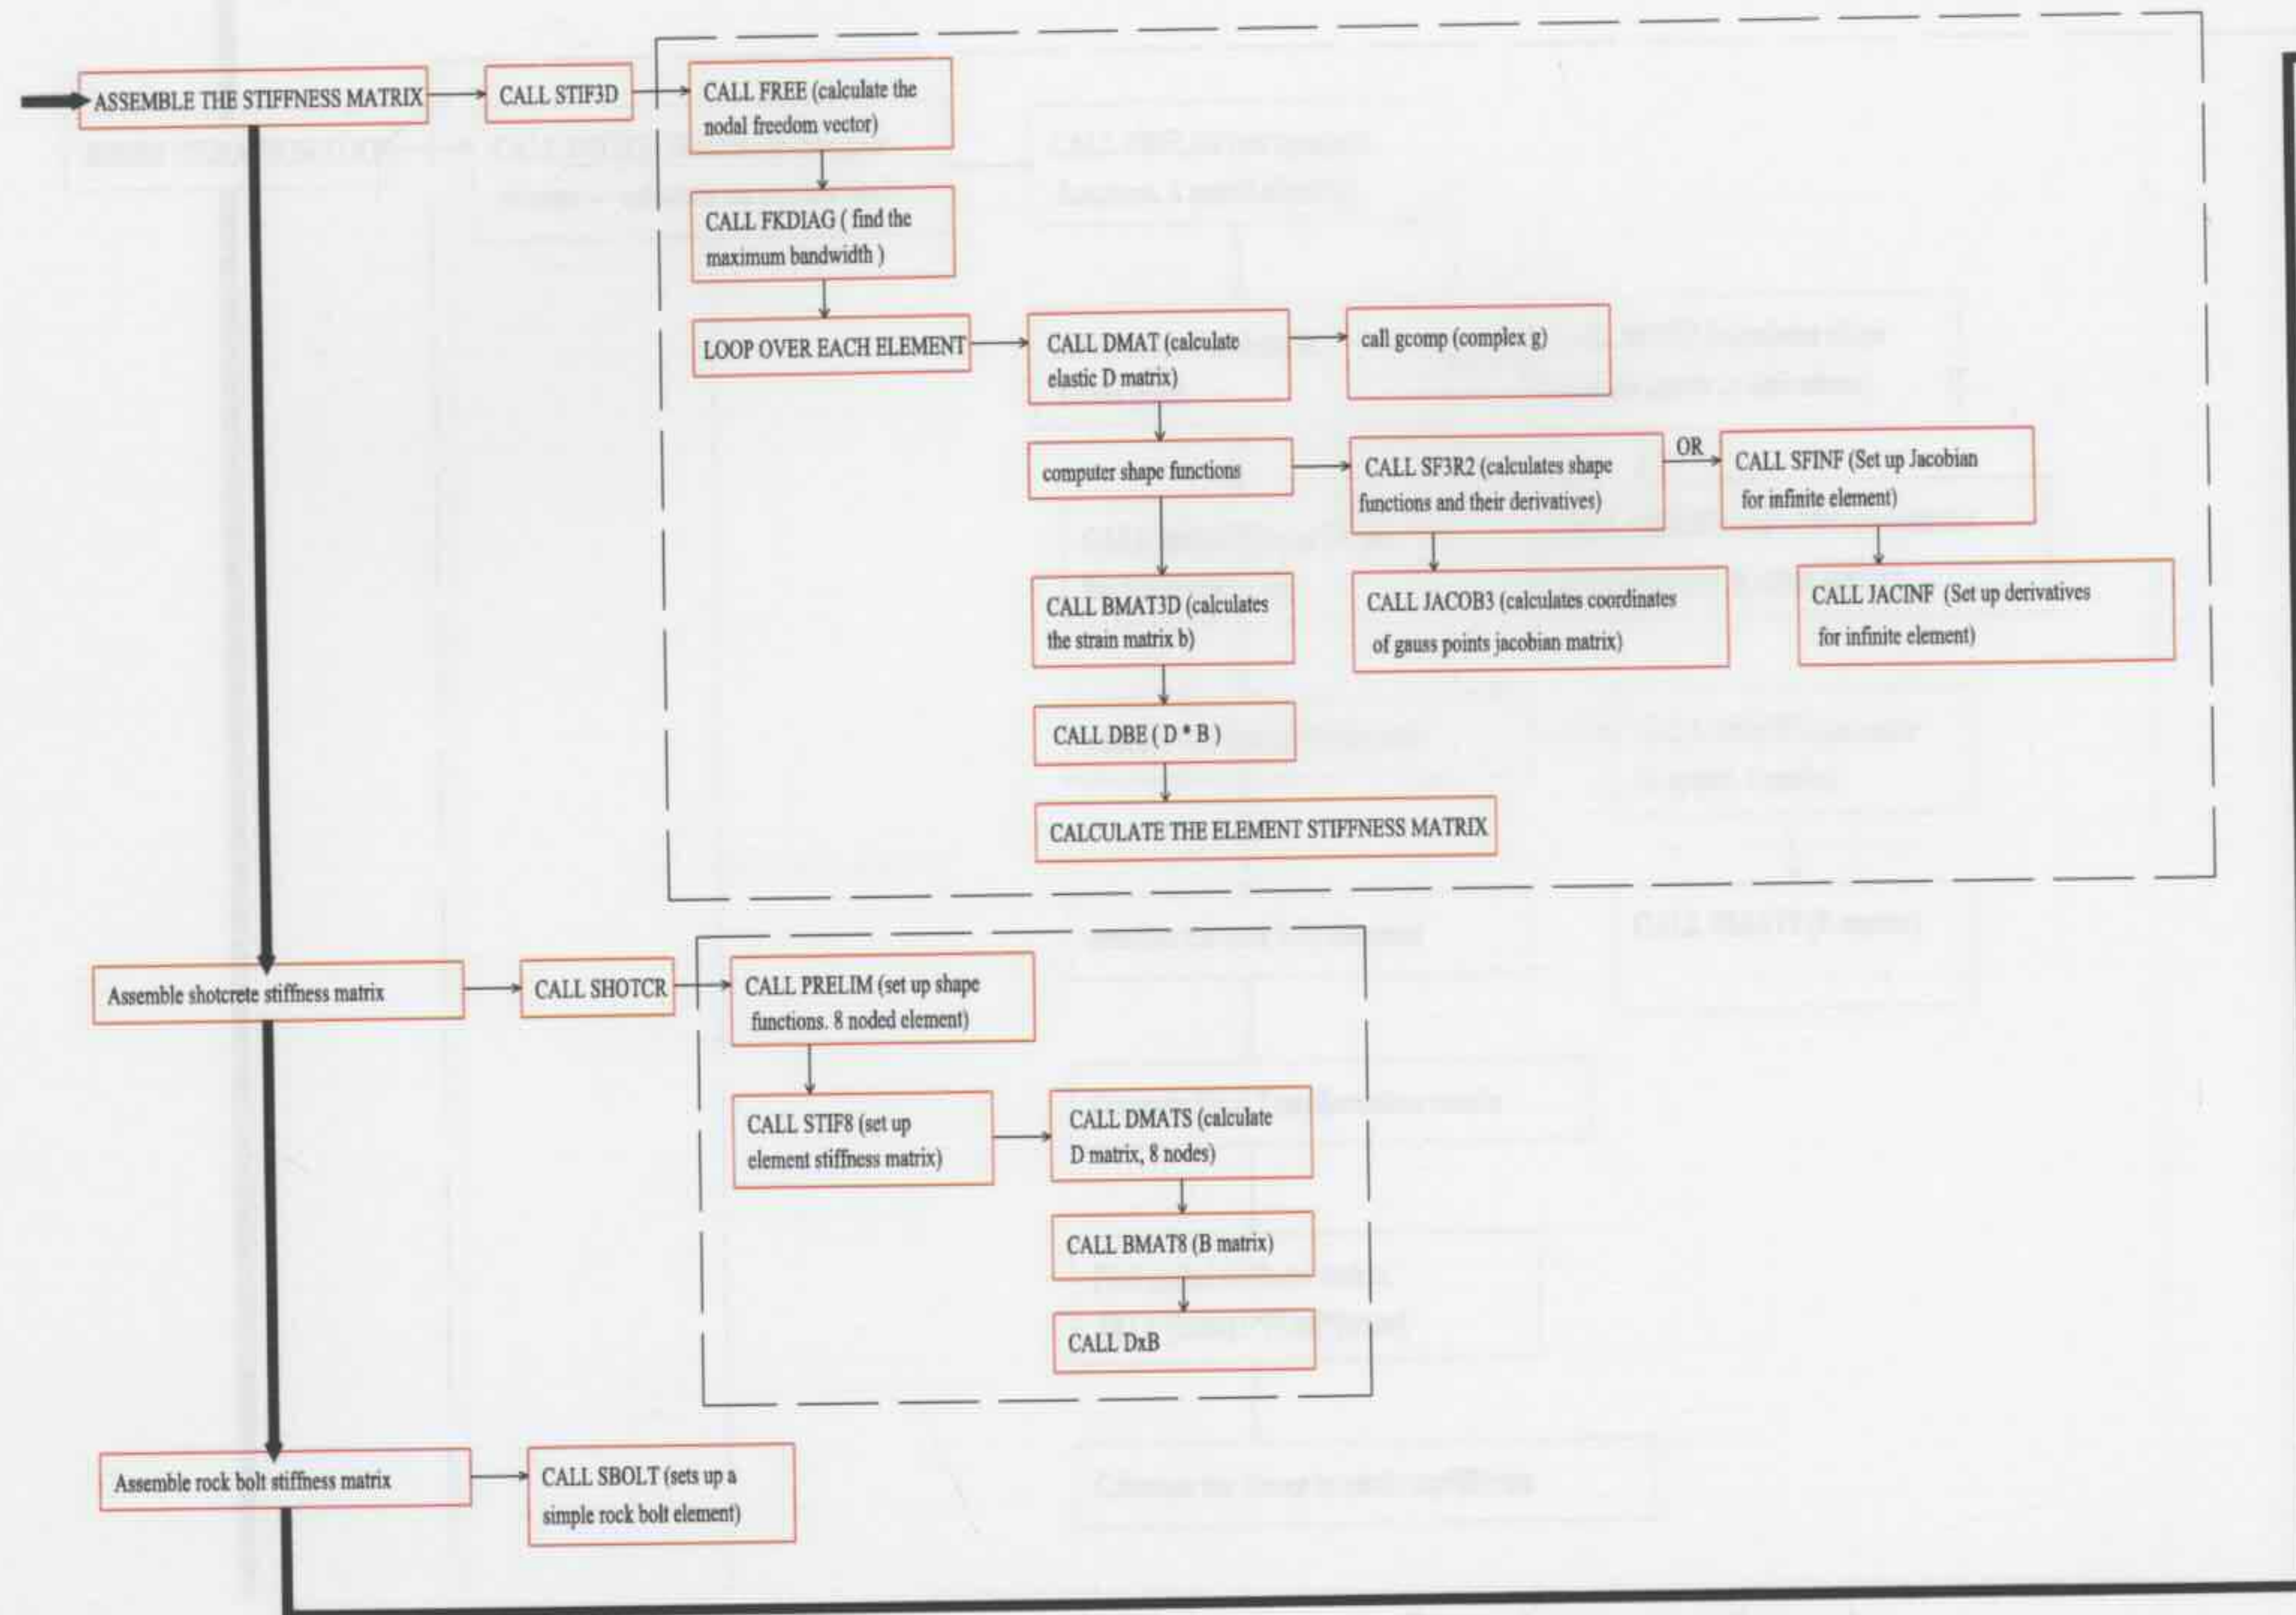 ASSEMBLE THE STIFFNESS MATRIX
CALL STIF3D
CALL FREE (calculate the
nodal freedom vector)
CALL FKDIAG ( find the
maximum bandwidth )
LOOP OVER EACH ELEMENT
CALL DMAT (calculate
elastic D matrix)
call gcomp (complex g)
computer shape functions
CALL SF3R2 (calculates shape
functions and their derivatives)
OR
CALL SFINF (Set up Jacobian
for infinite element)
CALL BMAT3D (calculates
the strain matrix b)
CALL JACOB3 (calculates coordinates
of gauss points jacobian matrix)
CALL JACINF (Set up derivatives
for infinite element)
CALL DBE ( D * B )
CALCULATE THE ELEMENT STIFFNESS MATRIX
Assemble shotcrete stiffness matrix
CALL SHOTCR
CALL PRELIM (set up shape
functions. 8 noded element)
CALL STIF8 (set up
element stiffness matrix)
CALL DMATS (calculate
D matrix, 8 nodes)
CALL BMAT8 (B matrix)
CALL DxB
Assemble rock bolt stiffness matrix
CALL SBOLT (sets up a
simple rock bolt element)